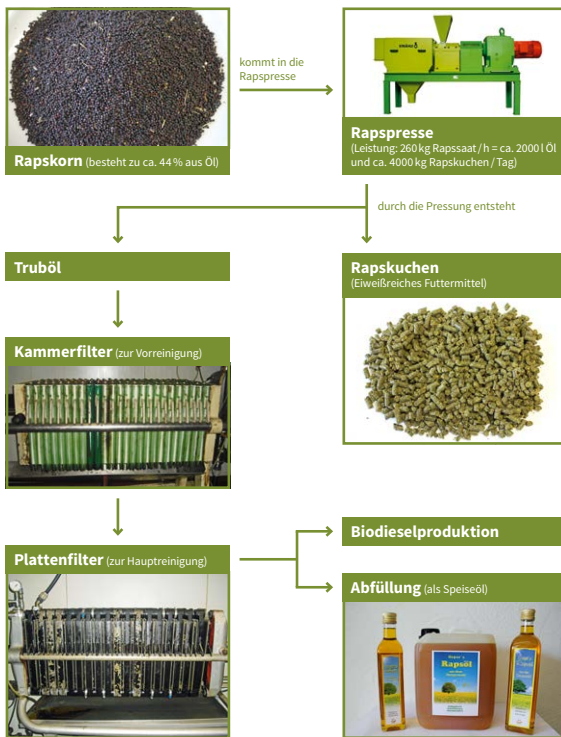 kommt in die
Rapspresse
Rapskorn (besteht zu ca. 44 % aus Öl)
Rapspresse
(Leistung: 260 kg Rapssaat / h = ca. 2000 l Öl
und ca. 4000 kg Rapskuchen / Tag)
durch die Pressung entsteht
Truböl
Rapskuchen
(Eiweißreiches Futtermittel)
Kammerfilter (zur Vorreinigung)
Plattenfilter (zur Hauptreinigung)
Biodieselproduktion
Abfüllung (als Speiseöl)
Rapsöl